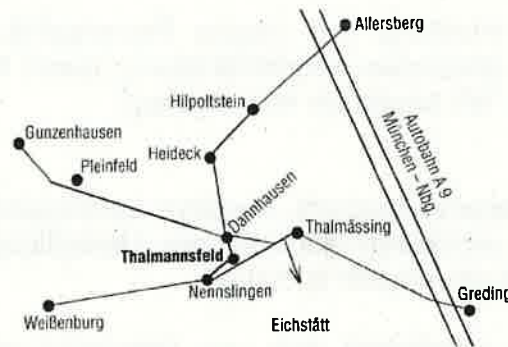 Allersberg
Hilpoltstein
Gunzenhausen
Pleinfeld
Heideck
Autobahn A 9
München – Nbg.
Dannhausen
Thalmässing
Thalmannsfeld
Nennslingen
Greding
Weißenburg
Eichstätt